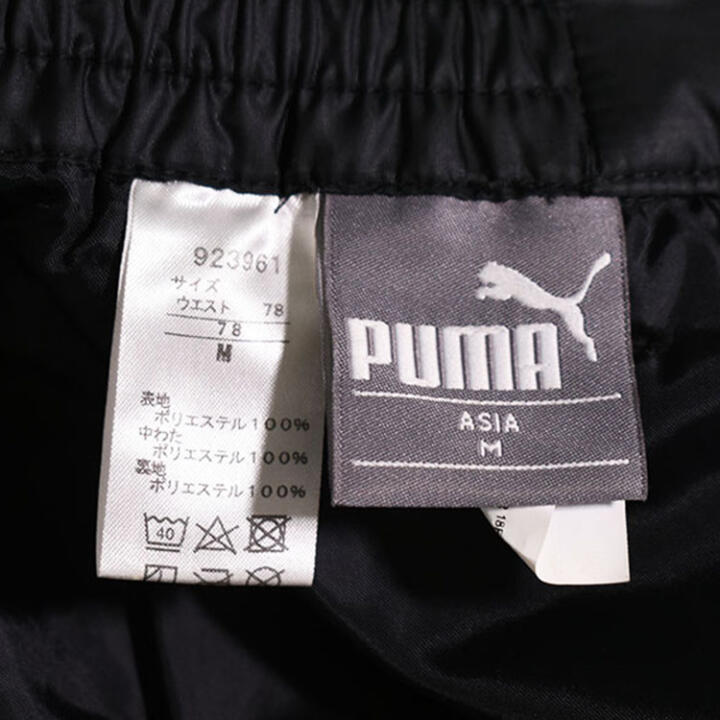 923961
サイズ
ウエスト 78
78
M
表地
ポリエステル100%
中わた
ポリエステル100%
裏地
ポリエステル100%
40
PUMA
ASIA
M